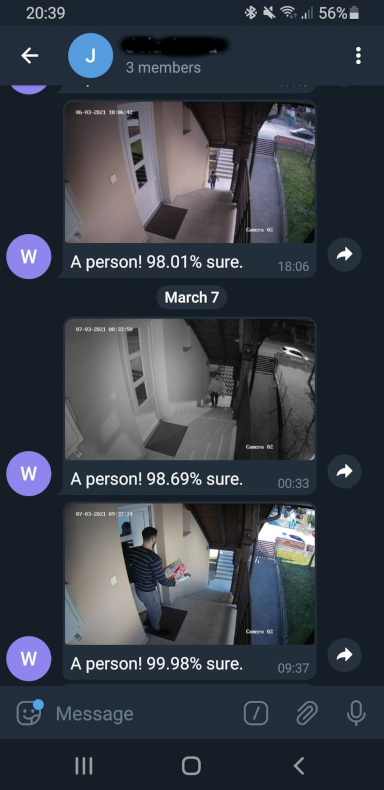 20:39
56%
J
3 members
06-03-2021 18:06:42
Camera 02
W
A person! 98.01% sure.
18:06
March 7
07-03-2021 00:33:58
Camera 02
W
A person! 98.69% sure.
00:33
07-03-2021 09:37:24
Camera 02
W
A person! 99.98% sure.
09:37
Message